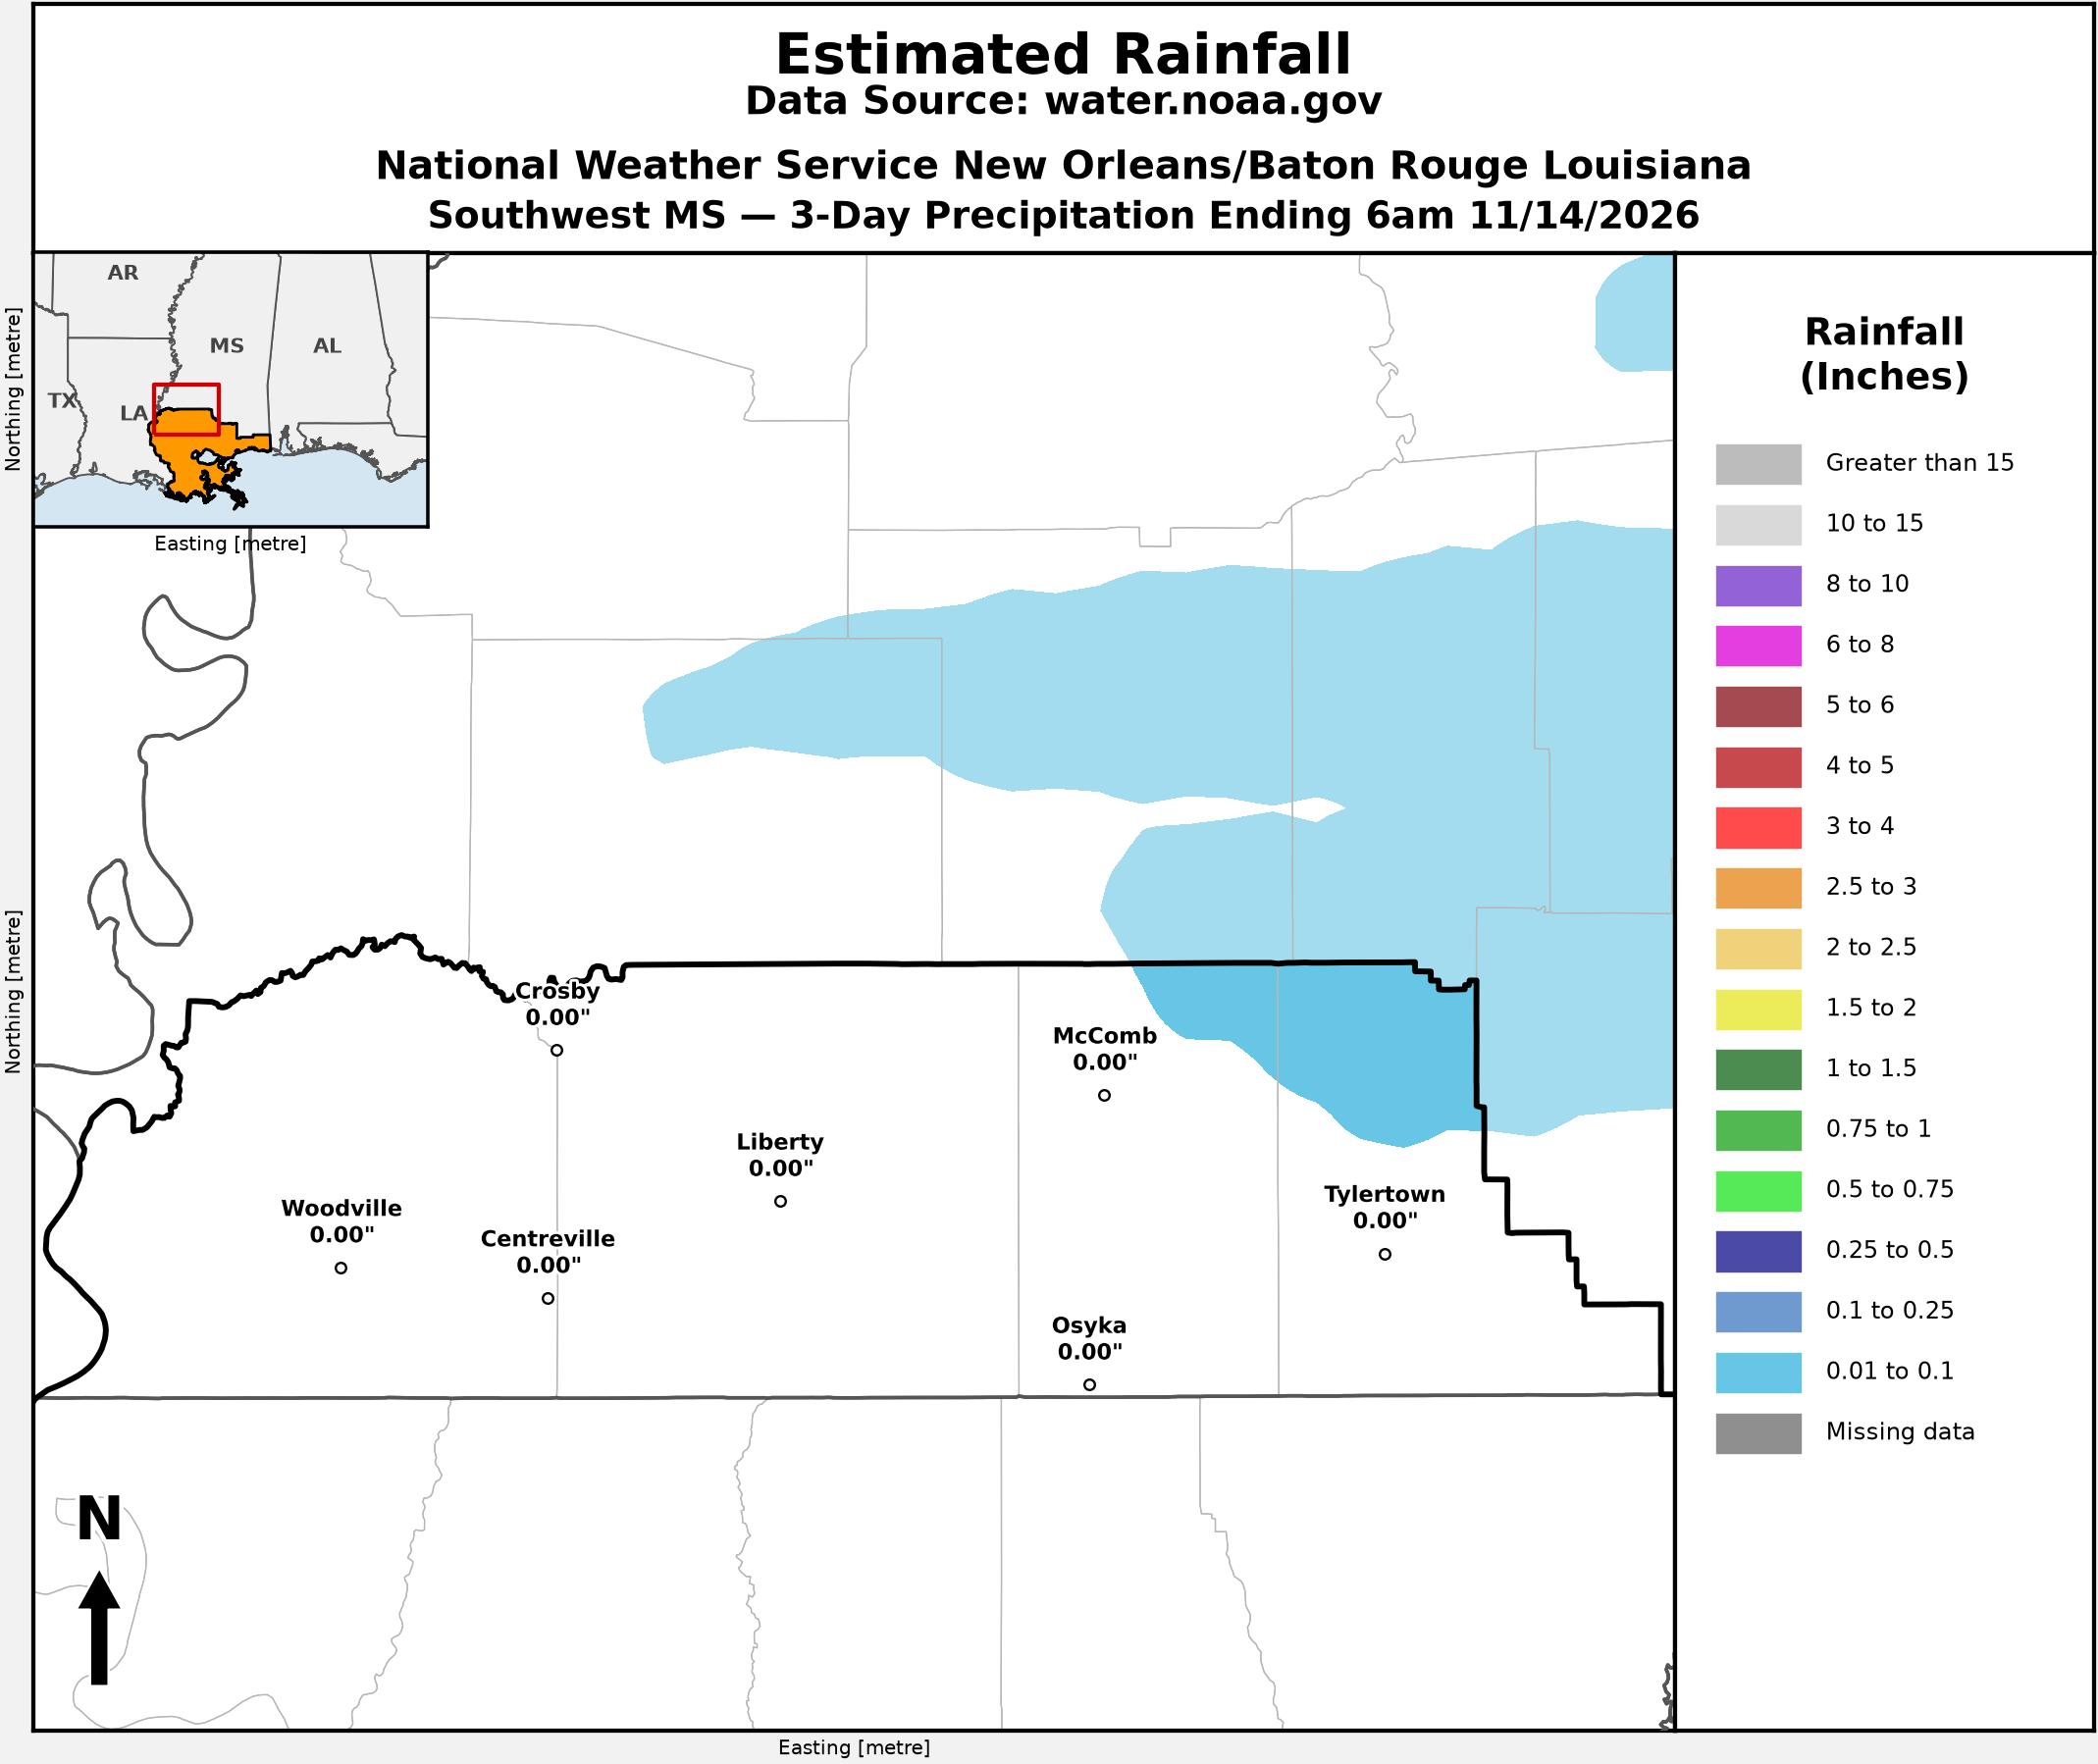 Estimated Rainfall
Data Source: water.noaa.gov
National Weather Service New Orleans/Baton Rouge Louisiana
Southwest MS — 3-Day Precipitation Ending 6am 11/14/2026
AR
MS
AL
TX
LA
Northing [metre]
Easting [metre]
Rainfall
(Inches)
Greater than 15
10 to 15
8 to 10
6 to 8
5 to 6
4 to 5
3 to 4
2.5 to 3
2 to 2.5
1.5 to 2
1 to 1.5
0.75 to 1
0.5 to 0.75
0.25 to 0.5
0.1 to 0.25
0.01 to 0.1
Missing data
Northing [metre]
Crosby
0.00"
McComb
0.00"
Liberty
0.00"
Tylertown
0.00"
Woodville
0.00"
Centreville
0.00"
Osyka
0.00"
N
Easting [metre]